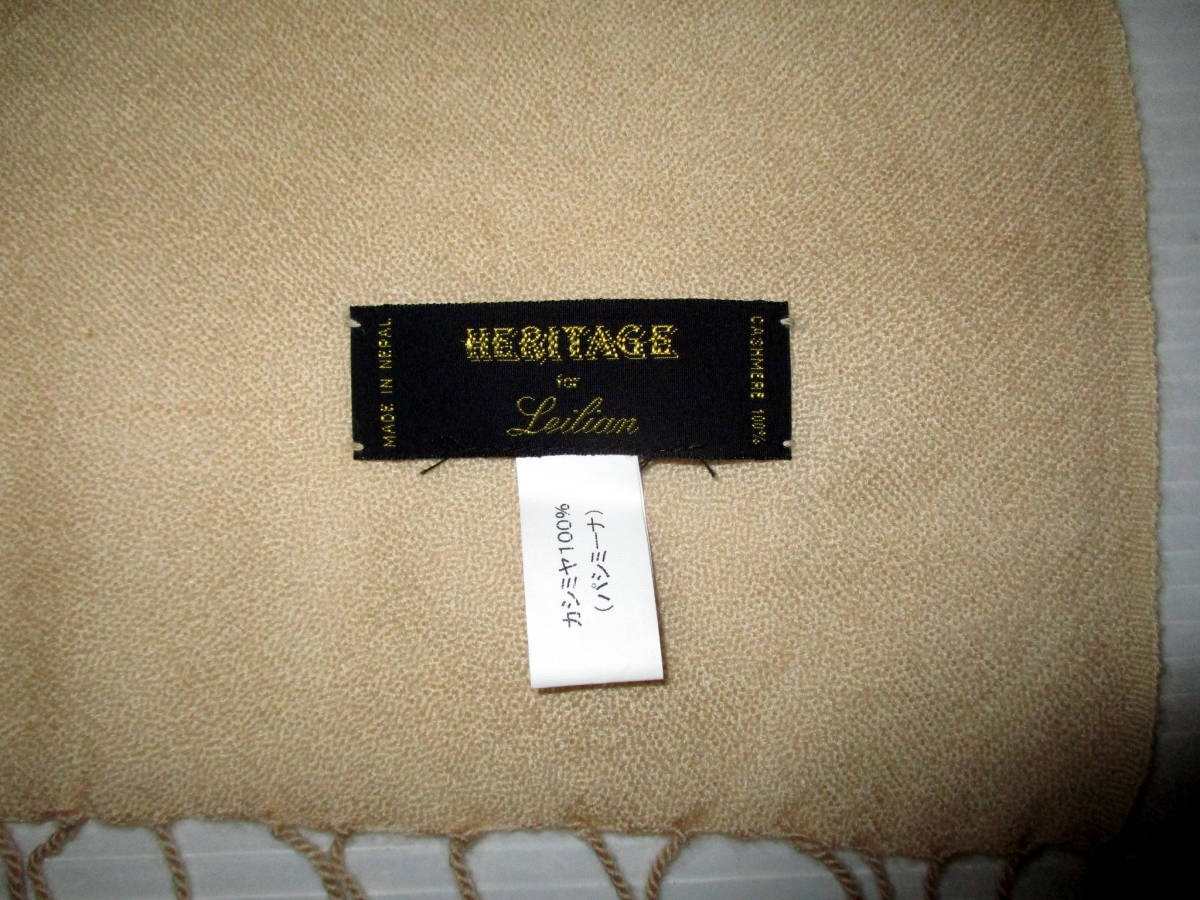 HERITAGE
for
Leilian
MADE IN NEPAL
CASHMERE 100%
カシミヤ100%
(パシミーナ)